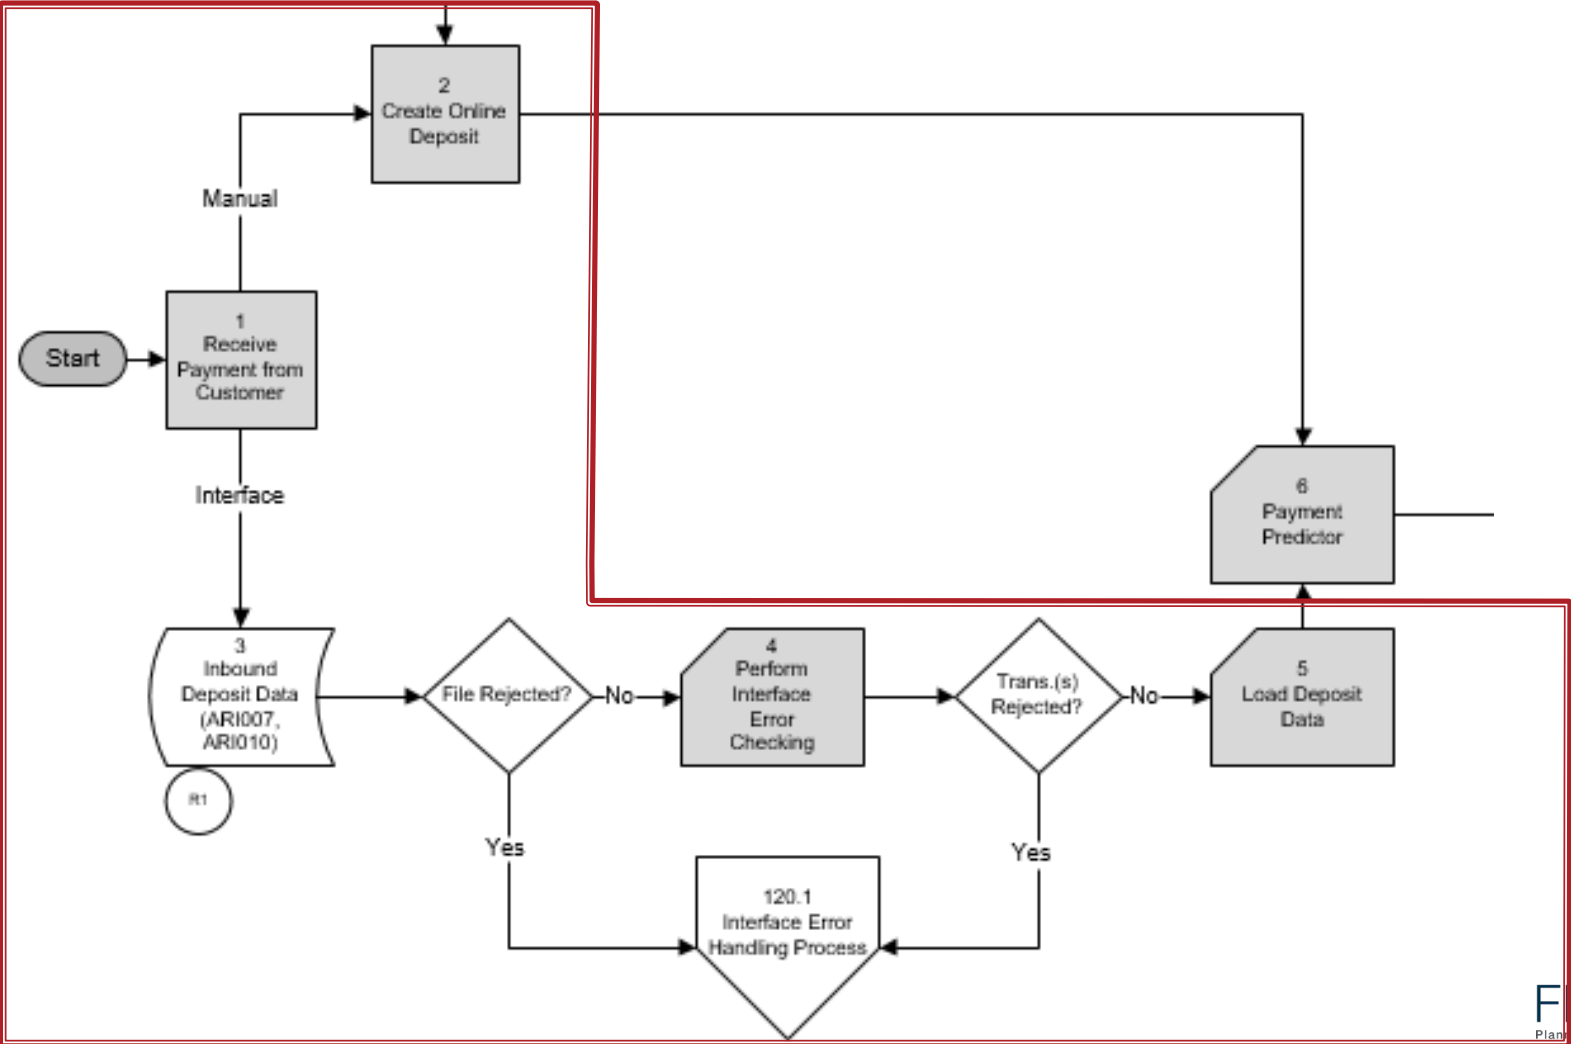 2
Create Online
Deposit
Manual
1
Receive
Payment from
Customer
Start
Interface
6
Payment
Predictor
3
Inbound
Deposit Data
(ARI007,
ARI010)
File Rejected?
No
4
Perform
Interface
Error
Checking
Trans.(s)
Rejected?
No
5
Load Deposit
Data
R1
Yes
Yes
120.1
Interface Error
Handling Process